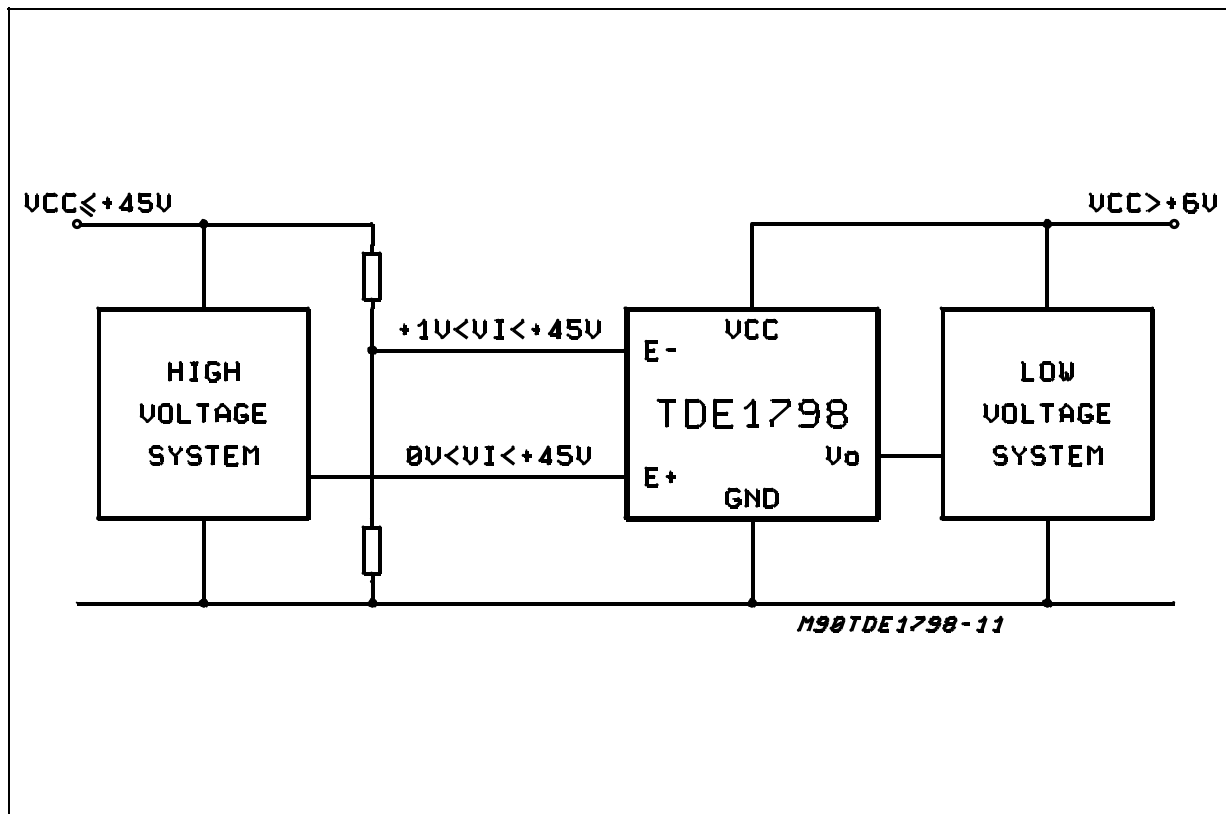 VCC≤+45V
VCC>+6V
+1V<VI<+45V
VCC
E-
HIGH
VOLTAGE
SYSTEM
TDE1798
LOW
VOLTAGE
SYSTEM
0V<VI<+45V
Vo
E+
GND
M90TDE1798-11